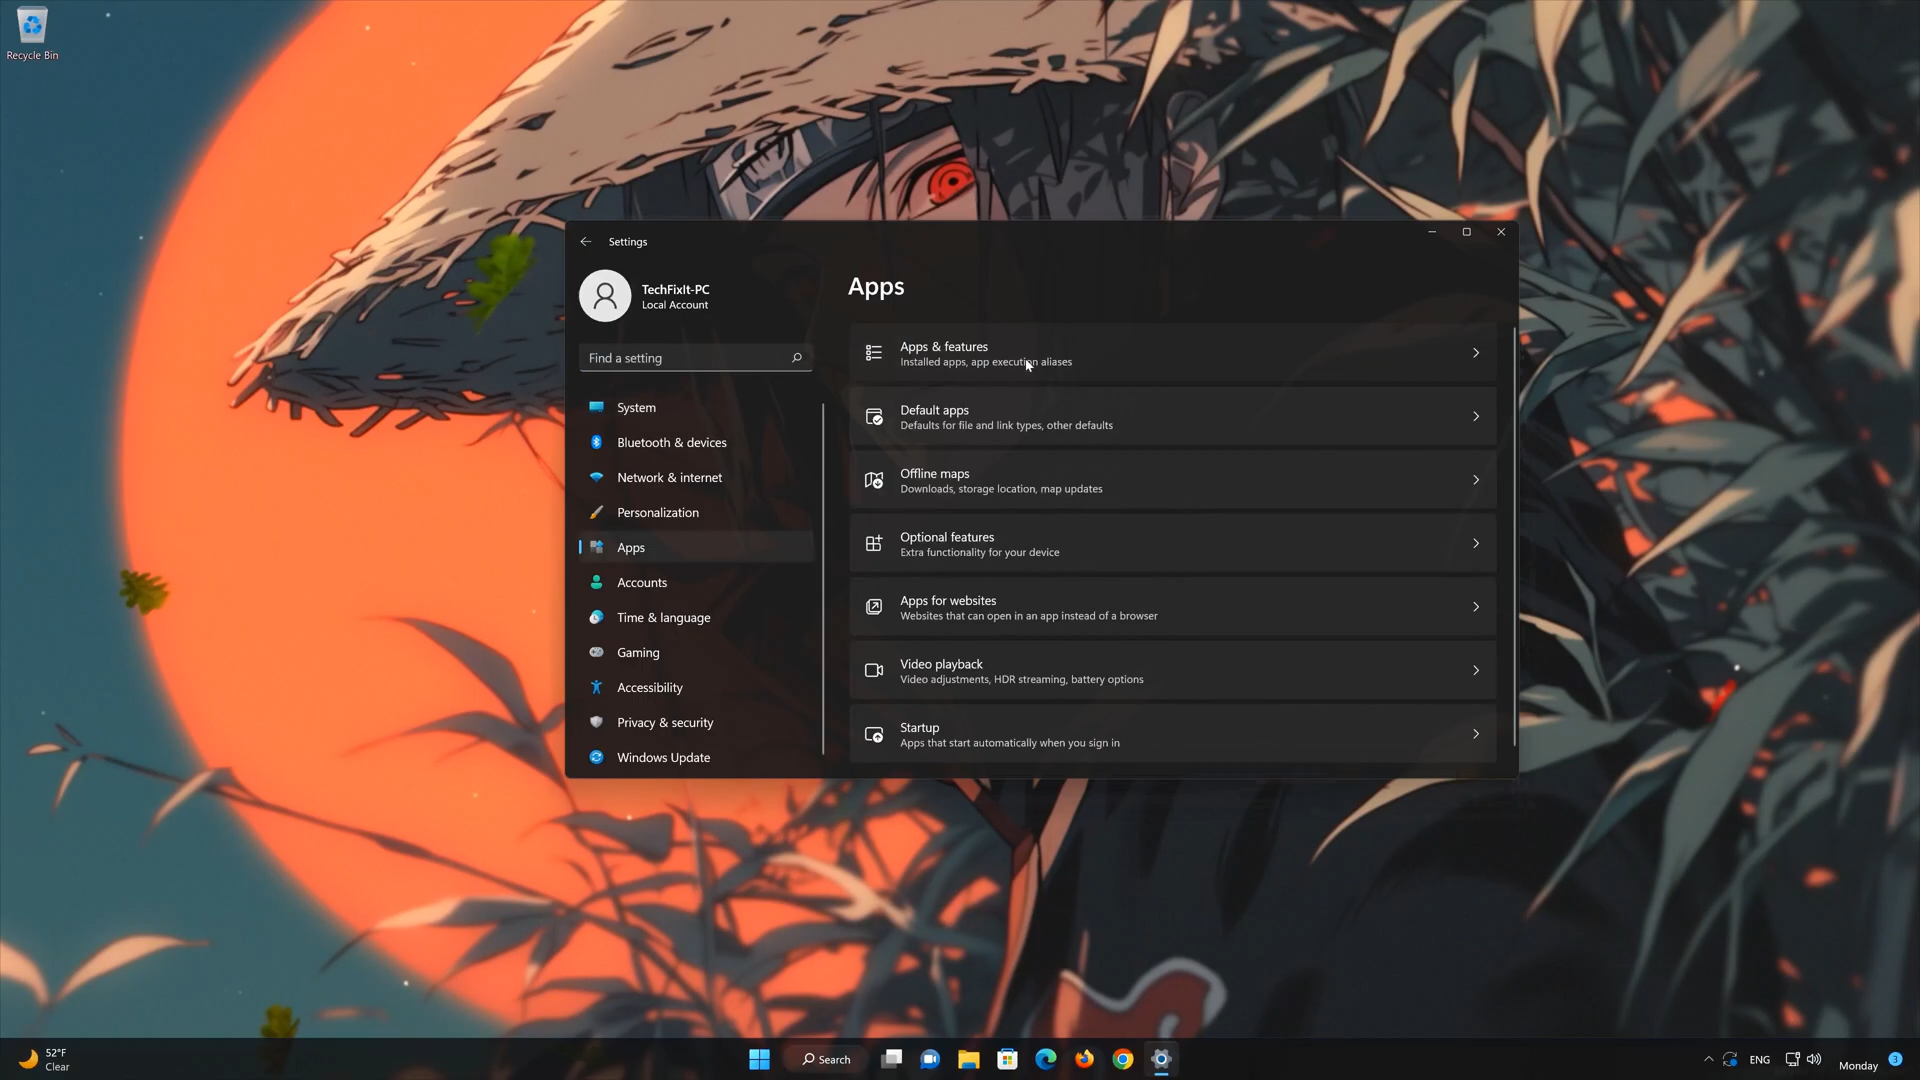 Recycle Bin
Settings
TechFixIt-PC
Local Account
Find a setting
System
Bluetooth & devices
Network & internet
Personalization
Apps
Accounts
Time & language
Gaming
Accessibility
Privacy & security
Windows Update
Apps
Apps & features
Installed apps, app execution aliases
Default apps
Defaults for file and link types, other defaults
Offline maps
Downloads, storage location, map updates
Optional features
Extra functionality for your device
Apps for websites
Websites that can open in an app instead of a browser
Video playback
Video adjustments, HDR streaming, battery options
Startup
Apps that start automatically when you sign in
52°F
Clear
Search
ENG
Monday
3